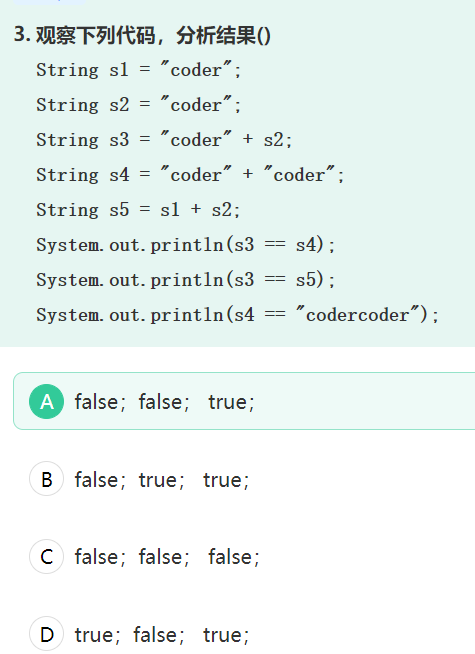 3. 观察下列代码，分析结果()
String s1 = "coder";
String s2 = "coder";
String s3 = "coder" + s2;
String s4 = "coder" + "coder";
String s5 = s1 + s2;
System.out.println(s3 == s4);
System.out.println(s3 == s5);
System.out.println(s4 == "codercoder");
A false；false； true；
B false；true； true；
C false；false； false；
D true；false； true；